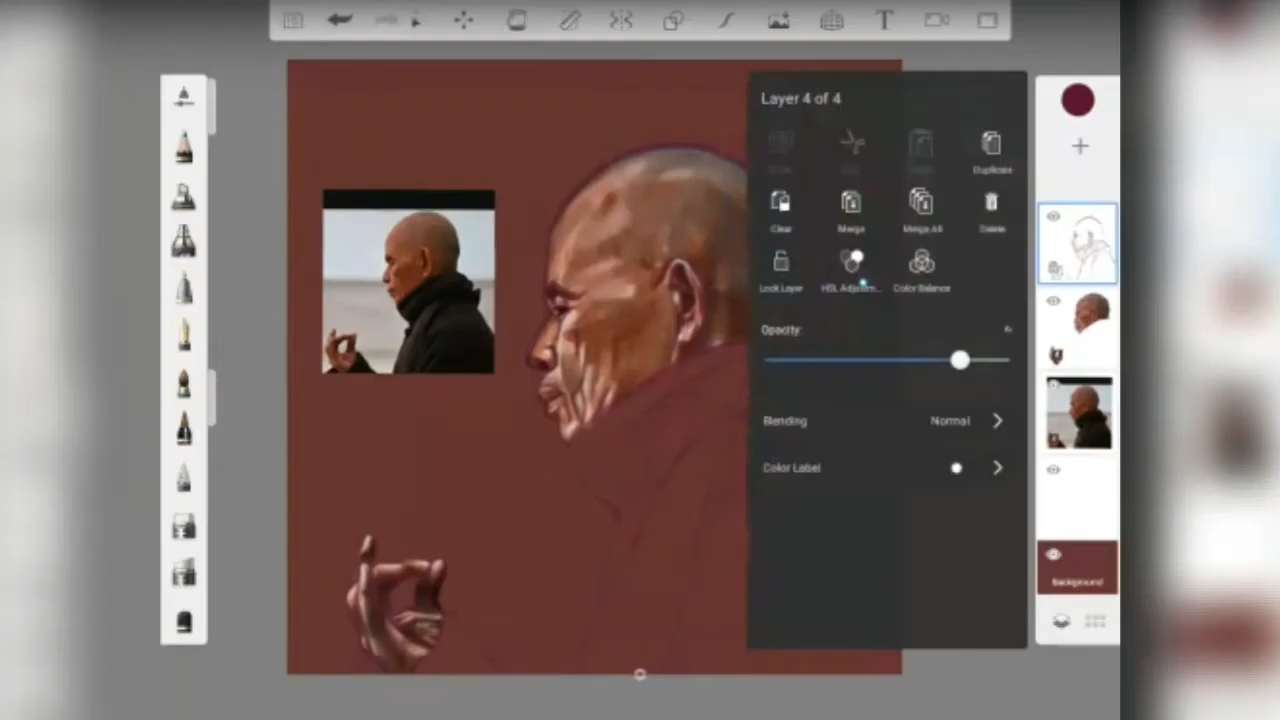 T
Layer 4 of 4
Duplicate
Clear Merge Merge All Delete
Lock Layer HSL Adjustm... Color Balance
Opacity:
Blending Normal
Color Label
Background